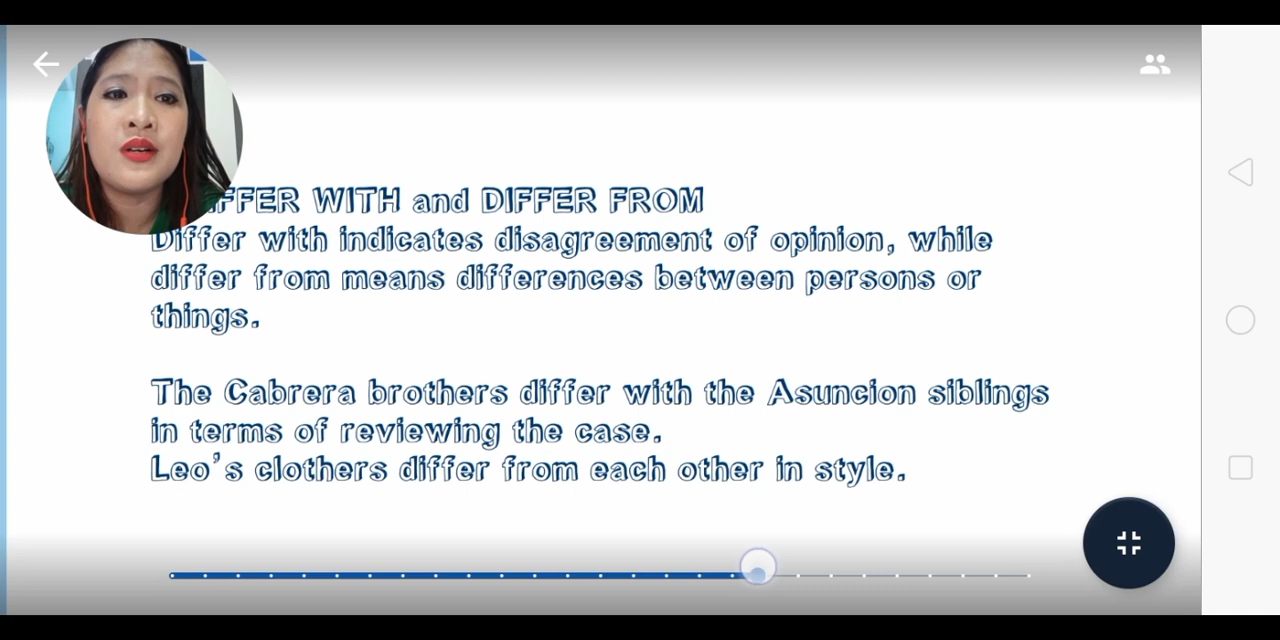 FFER WITH and DIFFER FROM
Differ with indicates disagreement of opinion, while
differ from means differences between persons or
things.
The Cabrera brothers differ with the Asuncion siblings
in terms of reviewing the case.
Leo's clothers differ from each other in style.